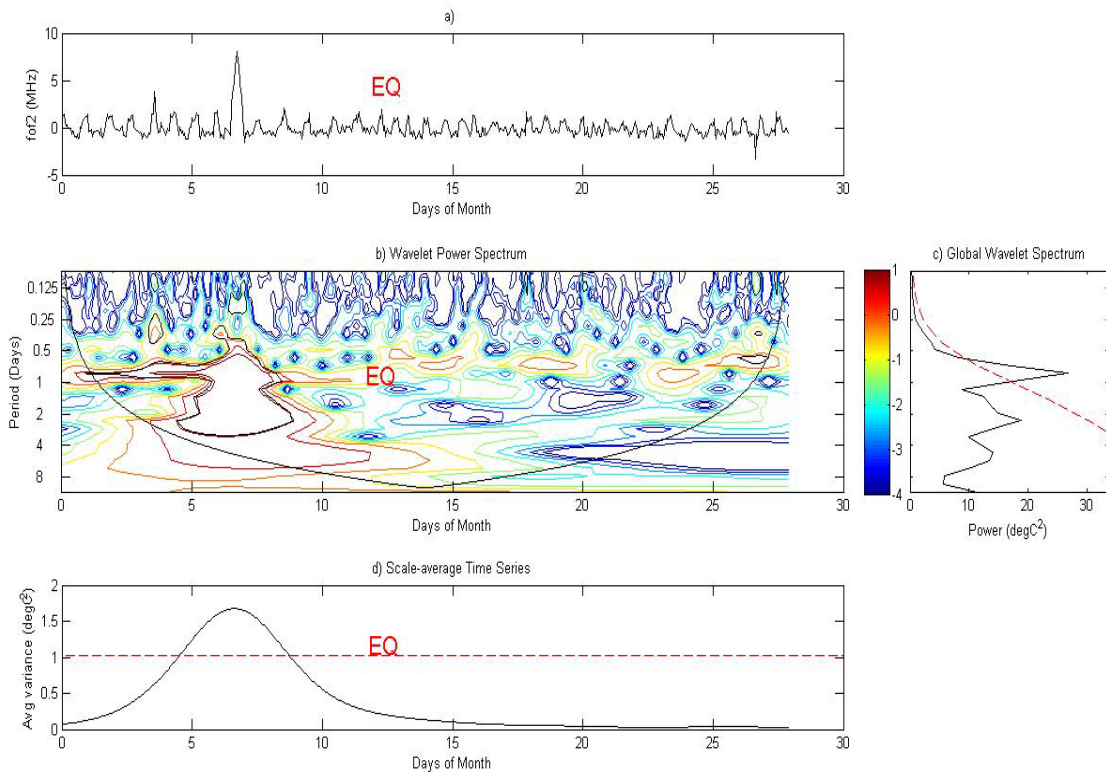 a)
fof2 (MHz)
10
5
0
-5
EQ
0 5 10 15 20 25 30
Days of Month
b) Wavelet Power Spectrum
Period (Days)
0.125
0.25
0.5
1
2
4
8
EQ
0 5 10 15 20 25 30
Days of Month
1
0
-1
-2
-3
-4
c) Global Wavelet Spectrum
0 10 20 30
Power (degC²)
d) Scale-average Time Series
Avg variance (degC²)
2
1.5
1
0.5
0
EQ
0 5 10 15 20 25 30
Days of Month